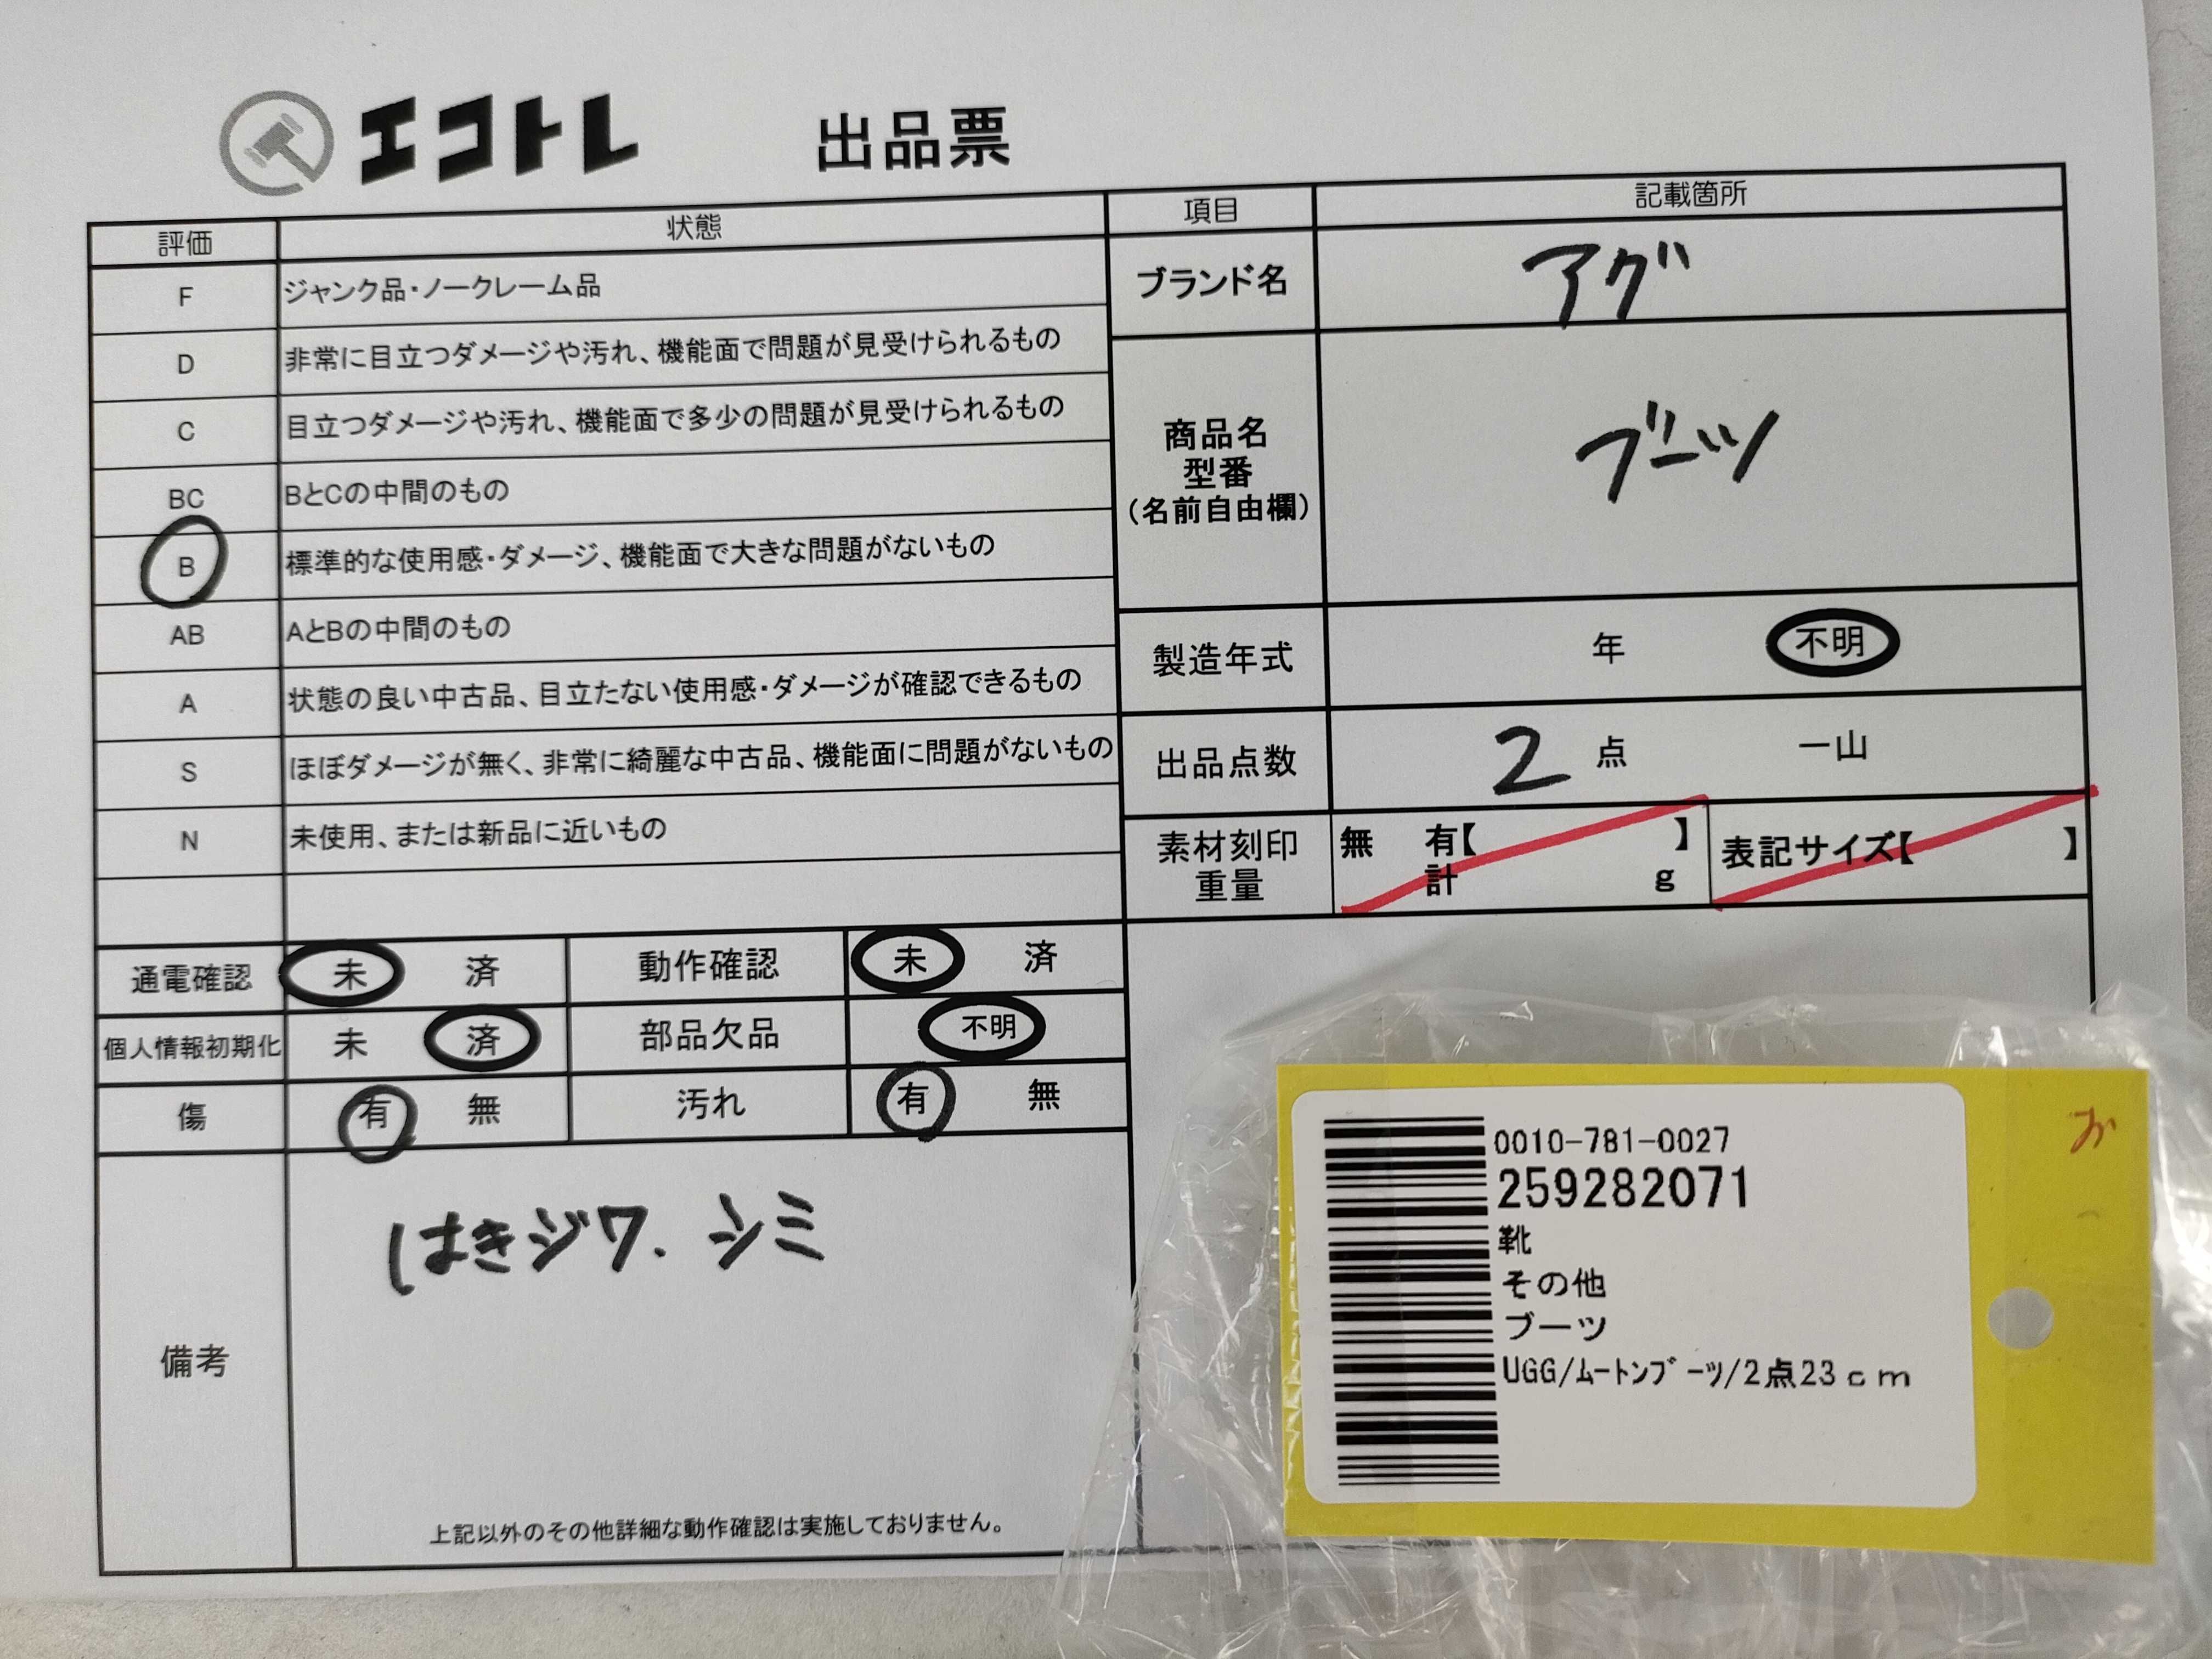 エコトレ 出品票
評価 状態
F ジャンク品・ノークレーム品
D 非常に目立つダメージや汚れ、機能面で問題が見受けられるもの
C 目立つダメージや汚れ、機能面で多少の問題が見受けられるもの
BC BとCの中間のもの
B 標準的な使用感・ダメージ、機能面で大きな問題がないもの
AB AとBの中間のもの
A 状態の良い中古品、目立たない使用感・ダメージが確認できるもの
S ほぼダメージが無く、非常に綺麗な中古品、機能面に問題がないもの
N 未使用、または新品に近いもの
通電確認 未 済 動作確認 未 済
個人情報初期化 未 済 部品欠品 不明
傷 有 無 汚れ 有 無
備考
はきジワ. シミ
上記以外のその他詳細な動作確認は実施しておりません。
項目 記載箇所
ブランド名 アグ
商品名
型番
(名前自由欄)
ブーツ
製造年式 年 不明
出品点数 2 点 一山
素材刻印 無 有【 】 表記サイズ【 】
重量 計 g
0010-781-0027
259282071
靴
その他
ブーツ
UGG/ムートンブーツ/2点23cm
お